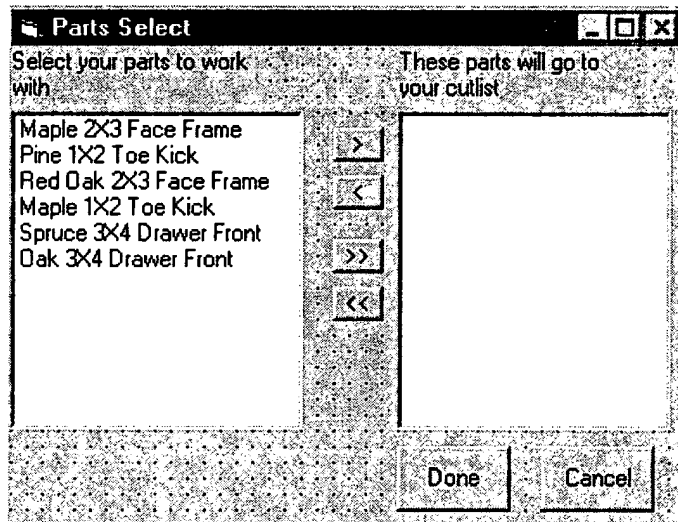 Parts Select
Select your parts to work
with
These parts will go to
your cutlist
Maple 2X3 Face Frame
Pine 1X2 Toe Kick
Red Oak 2X3 Face Frame
Maple 1X2 Toe Kick
Spruce 3X4 Drawer Front
Oak 3X4 Drawer Front
>
<
>>
<<
Done
Cancel